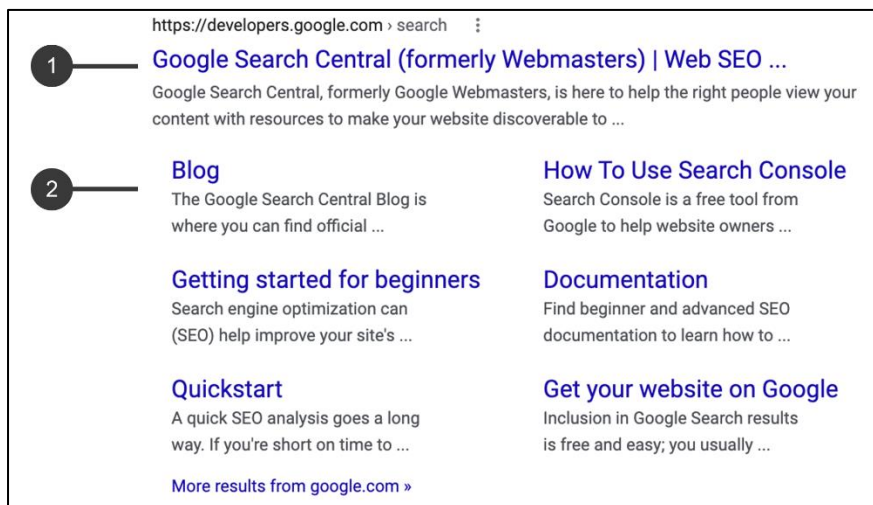 https://developers.google.com › search
1
Google Search Central (formerly Webmasters) | Web SEO ...
Google Search Central, formerly Google Webmasters, is here to help the right people view your
content with resources to make your website discoverable to ...
2
Blog
The Google Search Central Blog is
where you can find official ...
How To Use Search Console
Search Console is a free tool from
Google to help website owners ...
Getting started for beginners
Search engine optimization can
(SEO) help improve your site's ...
Documentation
Find beginner and advanced SEO
documentation to learn how to ...
Quickstart
A quick SEO analysis goes a long
way. If you're short on time to ...
Get your website on Google
Inclusion in Google Search results
is free and easy; you usually ...
More results from google.com »